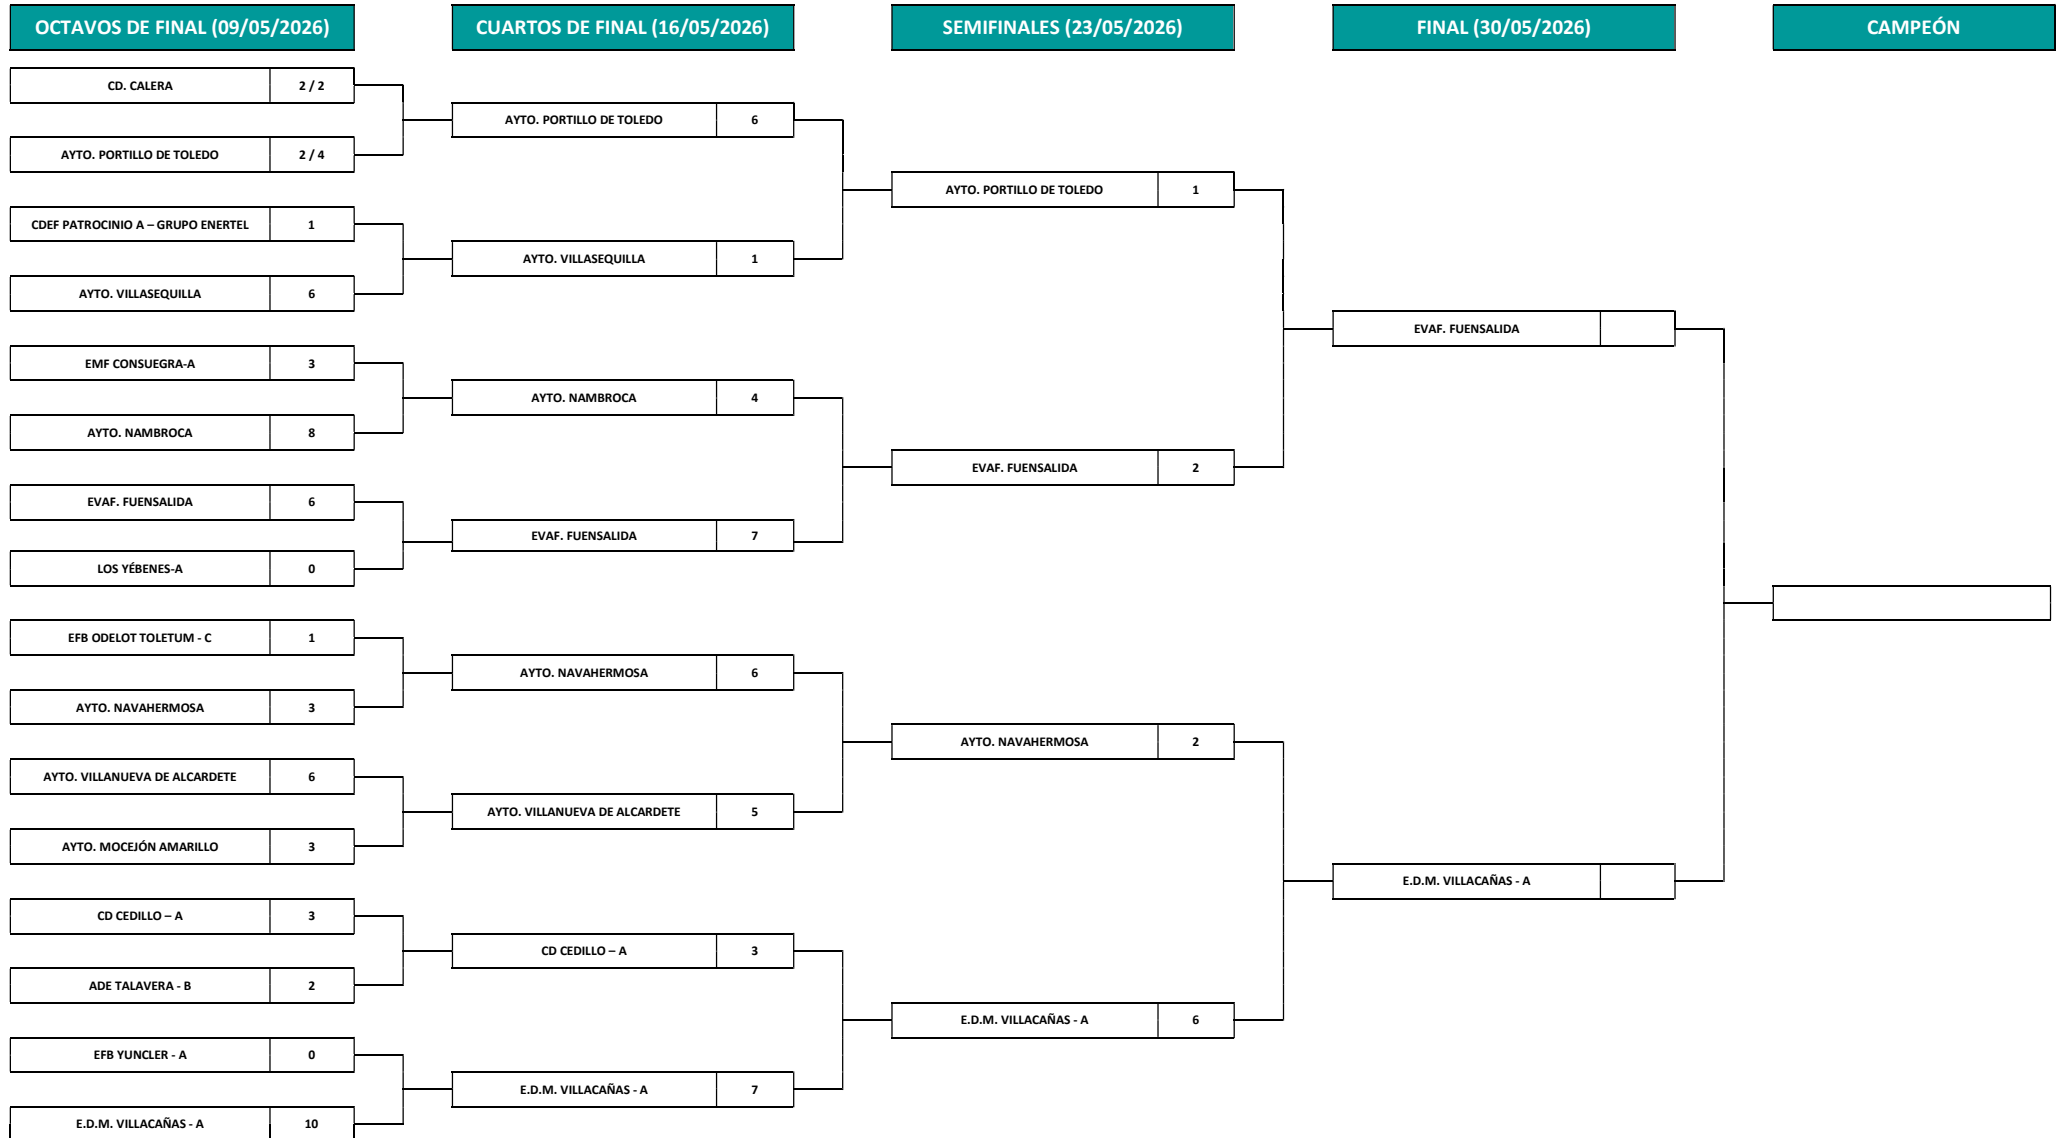 OCTAVOS DE FINAL (09/05/2026)
CUARTOS DE FINAL (16/05/2026)
SEMIFINALES (23/05/2026)
FINAL (30/05/2026)
CAMPEÓN
CD. CALERA 2 / 2
AYTO. PORTILLO DE TOLEDO 2 / 4
CDEF PATROCINIO A – GRUPO ENERTEL 1
AYTO. VILLASEQUILLA 6
EMF CONSUEGRA-A 3
AYTO. NAMBROCA 8
EVAF. FUENSALIDA 6
LOS YÉBENES-A 0
EFB ODELOT TOLETUM - C 1
AYTO. NAVAHERMOSA 3
AYTO. VILLANUEVA DE ALCARDETE 6
AYTO. MOCEJÓN AMARILLO 3
CD CEDILLO – A 3
ADE TALAVERA - B 2
EFB YUNCLER - A 0
E.D.M. VILLACAÑAS - A 10
AYTO. PORTILLO DE TOLEDO 6
AYTO. VILLASEQUILLA 1
AYTO. NAMBROCA 4
EVAF. FUENSALIDA 7
AYTO. NAVAHERMOSA 6
AYTO. VILLANUEVA DE ALCARDETE 5
CD CEDILLO – A 3
E.D.M. VILLACAÑAS - A 7
AYTO. PORTILLO DE TOLEDO 1
EVAF. FUENSALIDA 2
AYTO. NAVAHERMOSA 2
E.D.M. VILLACAÑAS - A 6
EVAF. FUENSALIDA
E.D.M. VILLACAÑAS - A